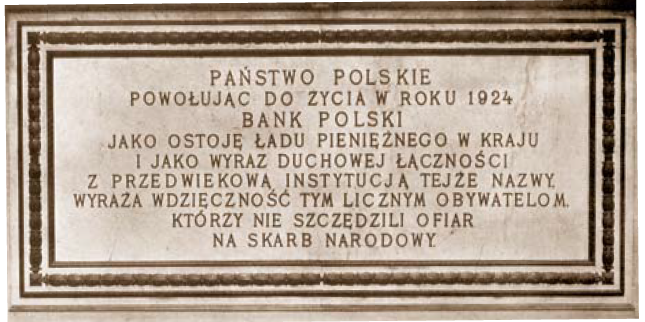 PAŃSTWO POLSKIE
POWOŁUJĄC DO ŻYCIA W ROKU 1924
BANK POLSKI
JAKO OSTOJĘ ŁADU PIENIĘŻNEGO W KRAJU
I JAKO WYRAZ DUCHOWEJ ŁĄCZNOŚCI
Z PRZEDWIEKOWĄ INSTYTUCJĄ TEJŻE NAZWY,
WYRAŻA WDZIĘCZNOŚĆ TYM LICZNYM OBYWATELOM,
KTÓRZY NIE SZCZĘDZILI OFIAR
NA SKARB NARODOWY